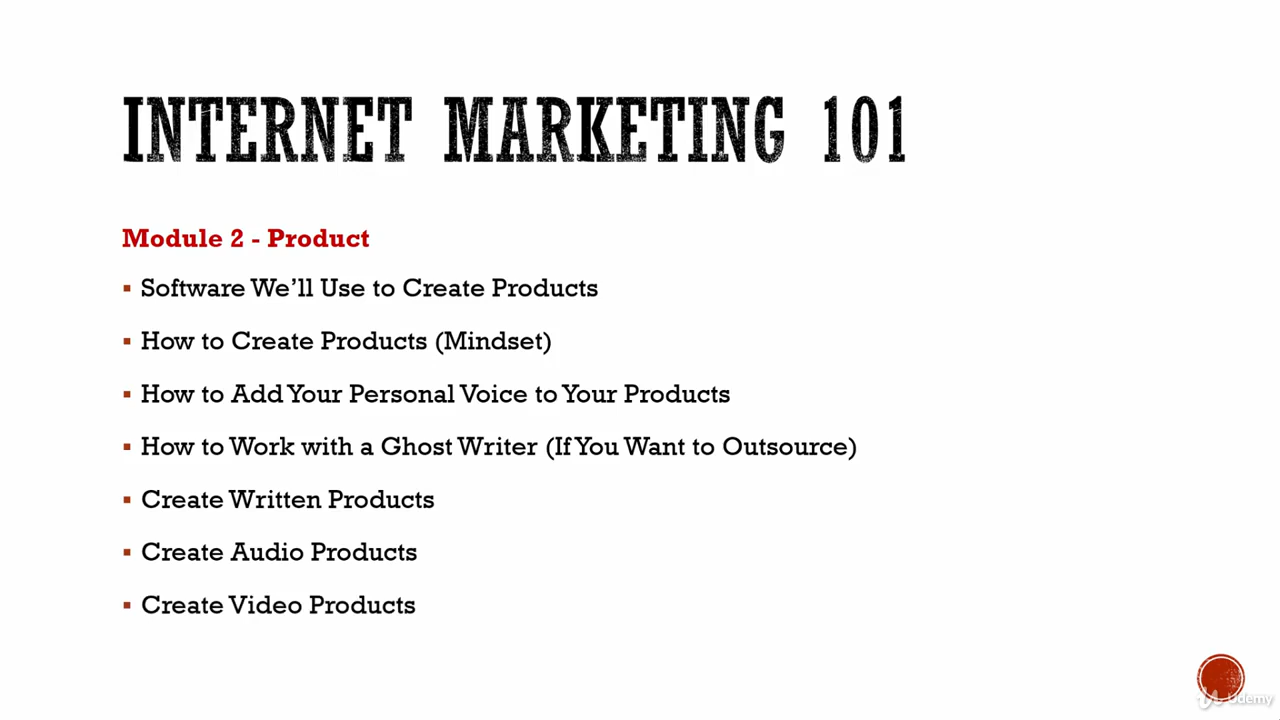 INTERNET MARKETING 101
Module 2 - Product
▪ Software We’ll Use to Create Products
▪ How to Create Products (Mindset)
▪ How to Add Your Personal Voice to Your Products
▪ How to Work with a Ghost Writer (If You Want to Outsource)
▪ Create Written Products
▪ Create Audio Products
▪ Create Video Products
Udemy